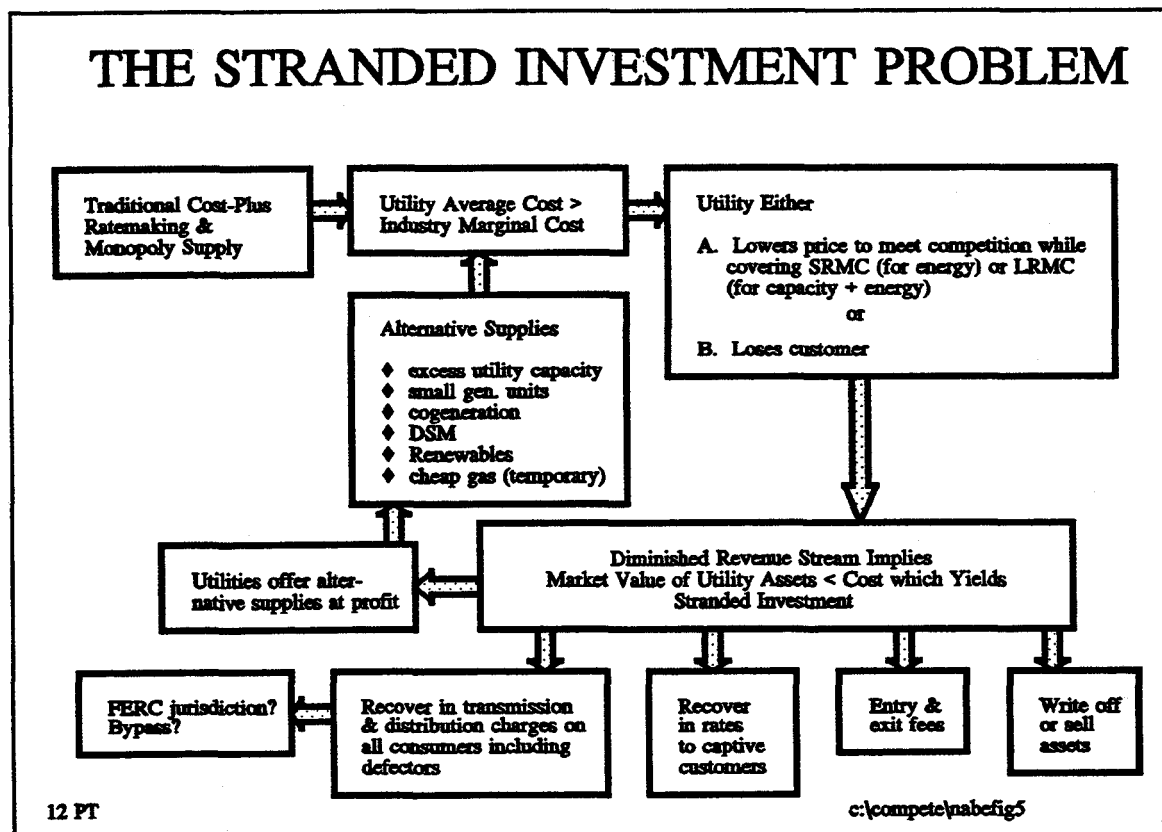 THE STRANDED INVESTMENT PROBLEM
Traditional Cost-Plus
Ratemaking &
Monopoly Supply
Utility Average Cost >
Industry Marginal Cost
Utility Either
A. Lowers price to meet competition while
covering SRMC (for energy) or LRMC
(for capacity + energy)
or
B. Loses customer
Alternative Supplies
♦ excess utility capacity
♦ small gen. units
♦ cogeneration
♦ DSM
♦ Renewables
♦ cheap gas (temporary)
Utilities offer alter-
native supplies at profit
Diminished Revenue Stream Implies
Market Value of Utility Assets < Cost which Yields
Stranded Investment
FERC jurisdiction?
Bypass?
Recover in transmission
& distribution charges on
all consumers including
defectors
Recover
in rates
to captive
customers
Entry &
exit fees
Write off
or sell
assets
12 PT
c:\compete\nabefig5